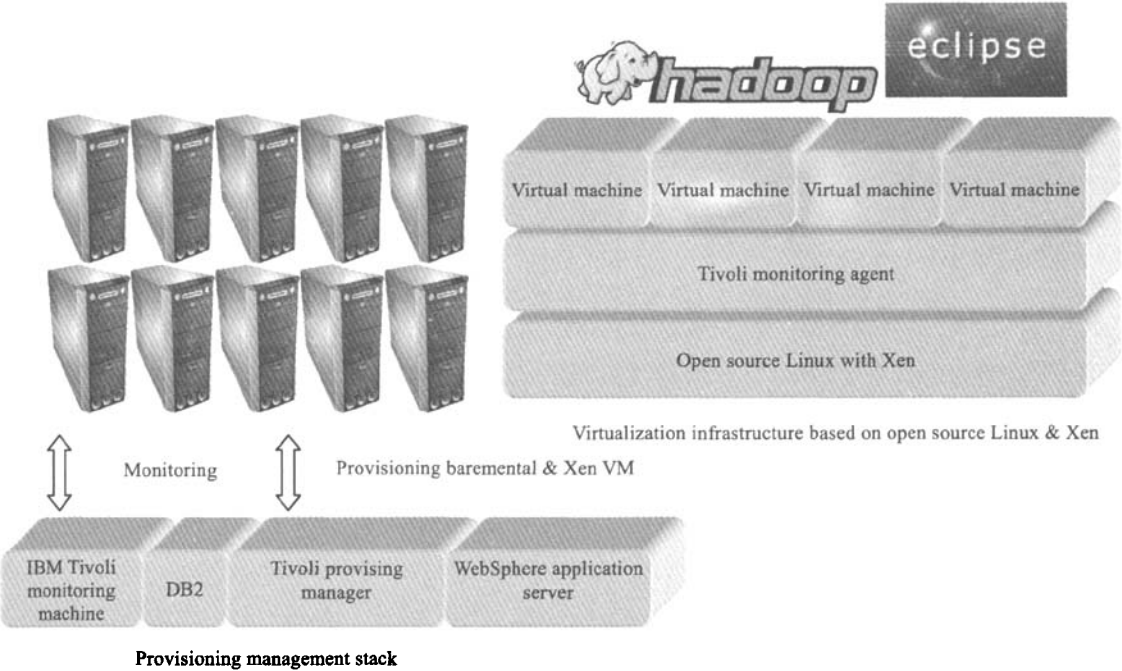 hadoop
eclipse
Virtual machine
Virtual machine
Virtual machine
Virtual machine
Tivoli monitoring agent
Open source Linux with Xen
Virtualization infrastructure based on open source Linux & Xen
Monitoring
Provisioning baremental & Xen VM
IBM Tivoli
monitoring
machine
DB2
Tivoli provising
manager
WebSphere application
server
Provisioning management stack